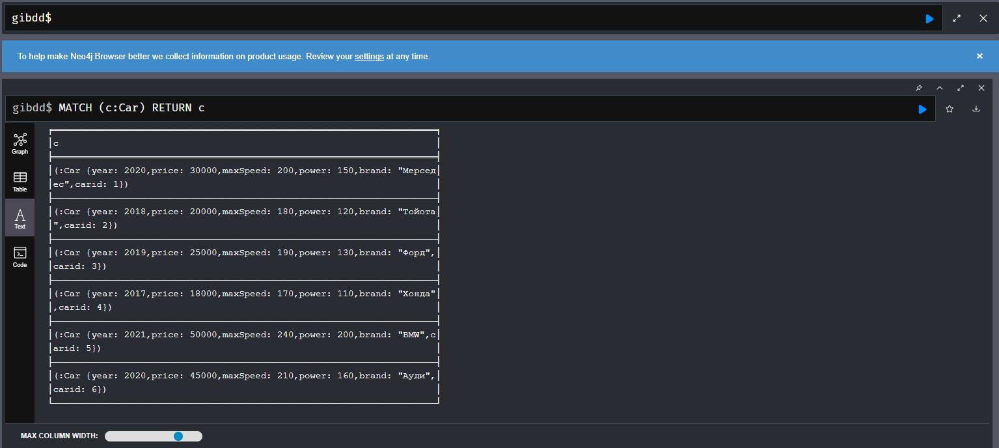 gibdd$
To help make Neo4j Browser better we collect information on product usage. Review your settings at any time.
gibdd$ MATCH (c:Car) RETURN c
Graph
Table
Text
Code
c
(:Car {year: 2020,price: 30000,maxSpeed: 200,power: 150,brand: "Мерсед
ес",carid: 1})
(:Car {year: 2018,price: 20000,maxSpeed: 180,power: 120,brand: "Тойота
",carid: 2})
(:Car {year: 2019,price: 25000,maxSpeed: 190,power: 130,brand: "Форд",
carid: 3})
(:Car {year: 2017,price: 18000,maxSpeed: 170,power: 110,brand: "Хонда"
,carid: 4})
(:Car {year: 2021,price: 50000,maxSpeed: 240,power: 200,brand: "BMW",c
arid: 5})
(:Car {year: 2020,price: 45000,maxSpeed: 210,power: 160,brand: "Ауди",
carid: 6})
MAX COLUMN WIDTH: